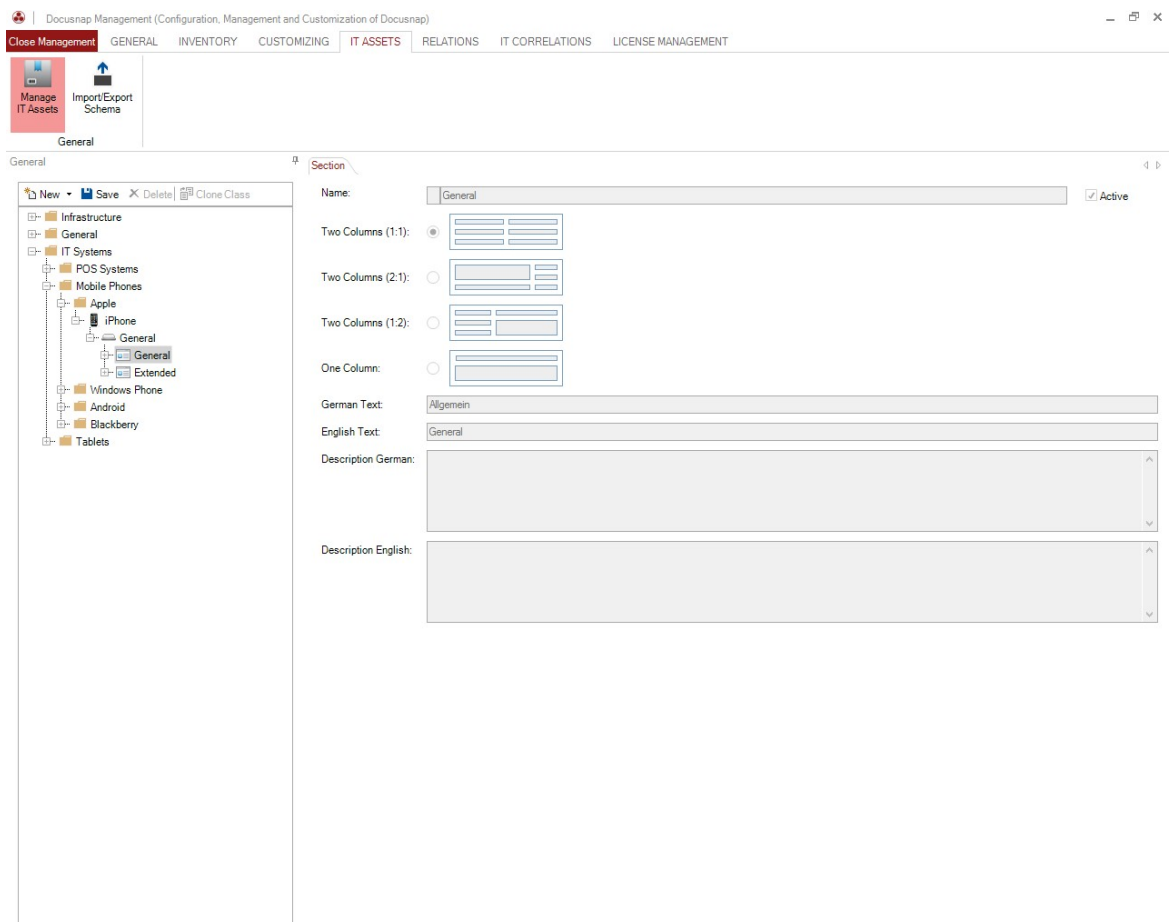 Docusnap Management (Configuration, Management and Customization of Docusnap)
Close Management GENERAL INVENTORY CUSTOMIZING IT ASSETS RELATIONS IT CORRELATIONS LICENSE MANAGEMENT
Manage IT Assets
Import/Export Schema
General
General
New Save Delete Clone Class
Infrastructure
General
IT Systems
POS Systems
Mobile Phones
Apple
iPhone
General
General
Extended
Windows Phone
Android
Blackberry
Tablets
Section
Name: General Active
Two Columns (1:1):
Two Columns (2:1):
Two Columns (1:2):
One Column:
German Text: Allgemein
English Text: General
Description German:
Description English: